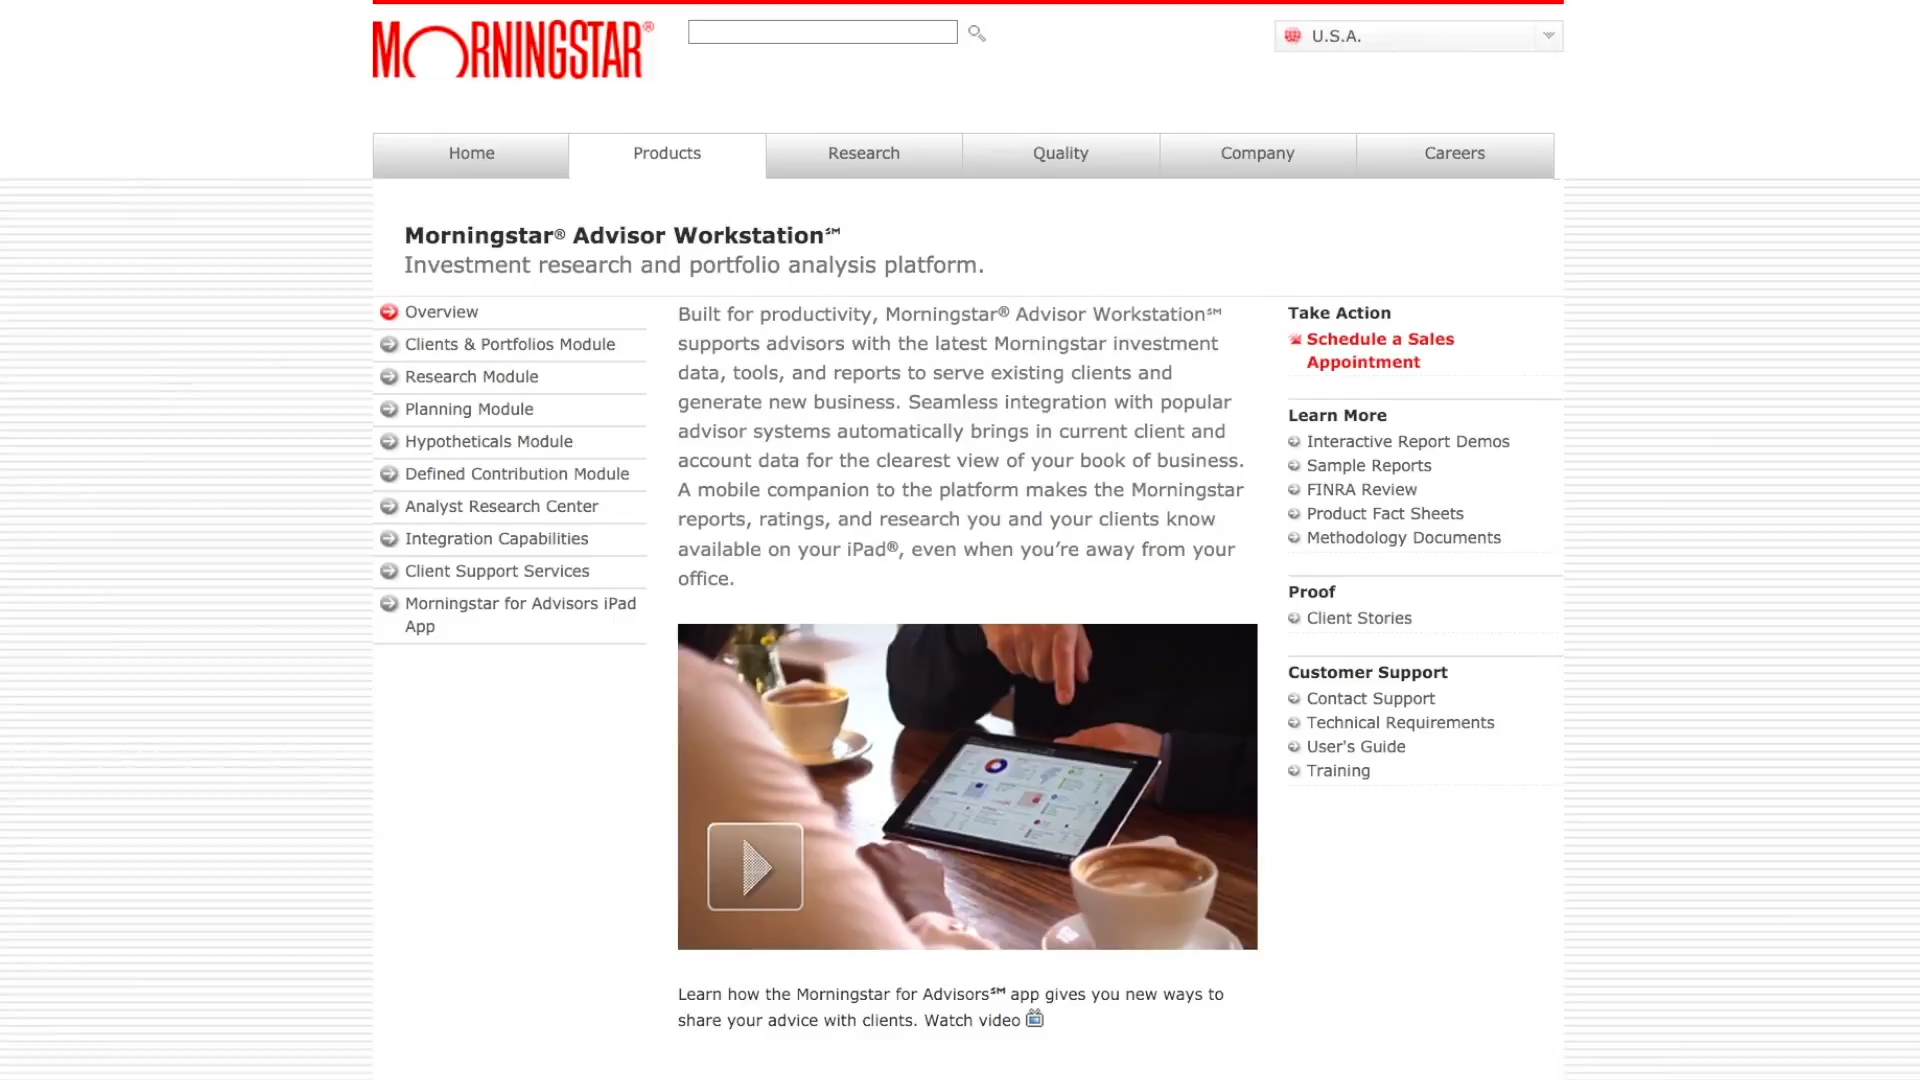 MORNINGSTAR®
U.S.A.
Home
Products
Research
Quality
Company
Careers
Morningstar® Advisor Workstation℠
Investment research and portfolio analysis platform.
Overview
Clients & Portfolios Module
Research Module
Planning Module
Hypotheticals Module
Defined Contribution Module
Analyst Research Center
Integration Capabilities
Client Support Services
Morningstar for Advisors iPad
App
Built for productivity, Morningstar® Advisor Workstation℠
supports advisors with the latest Morningstar investment
data, tools, and reports to serve existing clients and
generate new business. Seamless integration with popular
advisor systems automatically brings in current client and
account data for the clearest view of your book of business.
A mobile companion to the platform makes the Morningstar
reports, ratings, and research you and your clients know
available on your iPad®, even when you’re away from your
office.
Learn how the Morningstar for Advisors℠ app gives you new ways to
share your advice with clients. Watch video
Take Action
Schedule a Sales
Appointment
Learn More
Interactive Report Demos
Sample Reports
FINRA Review
Product Fact Sheets
Methodology Documents
Proof
Client Stories
Customer Support
Contact Support
Technical Requirements
User's Guide
Training